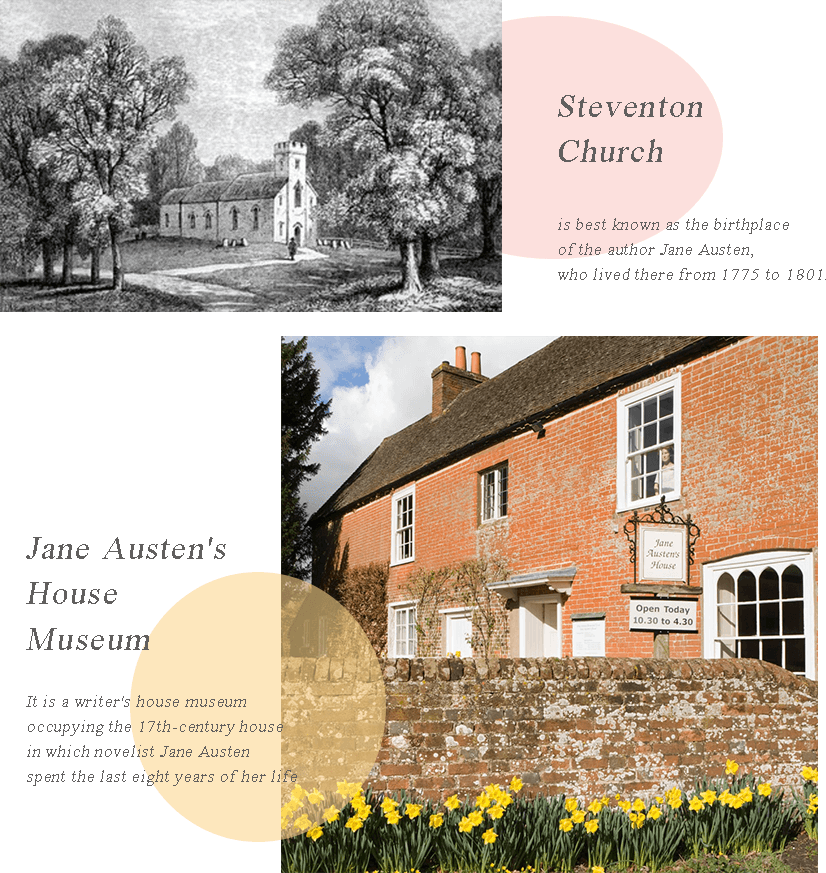 Steventon
Church
is best known as the birthplace
of the author Jane Austen,
who lived there from 1775 to 1801.
Jane
Austen's
House
Open Today
10.30 to 4.30
Jane Austen's
House
Museum
It is a writer's house museum
occupying the 17th-century house
in which novelist Jane Austen
spent the last eight years of her life